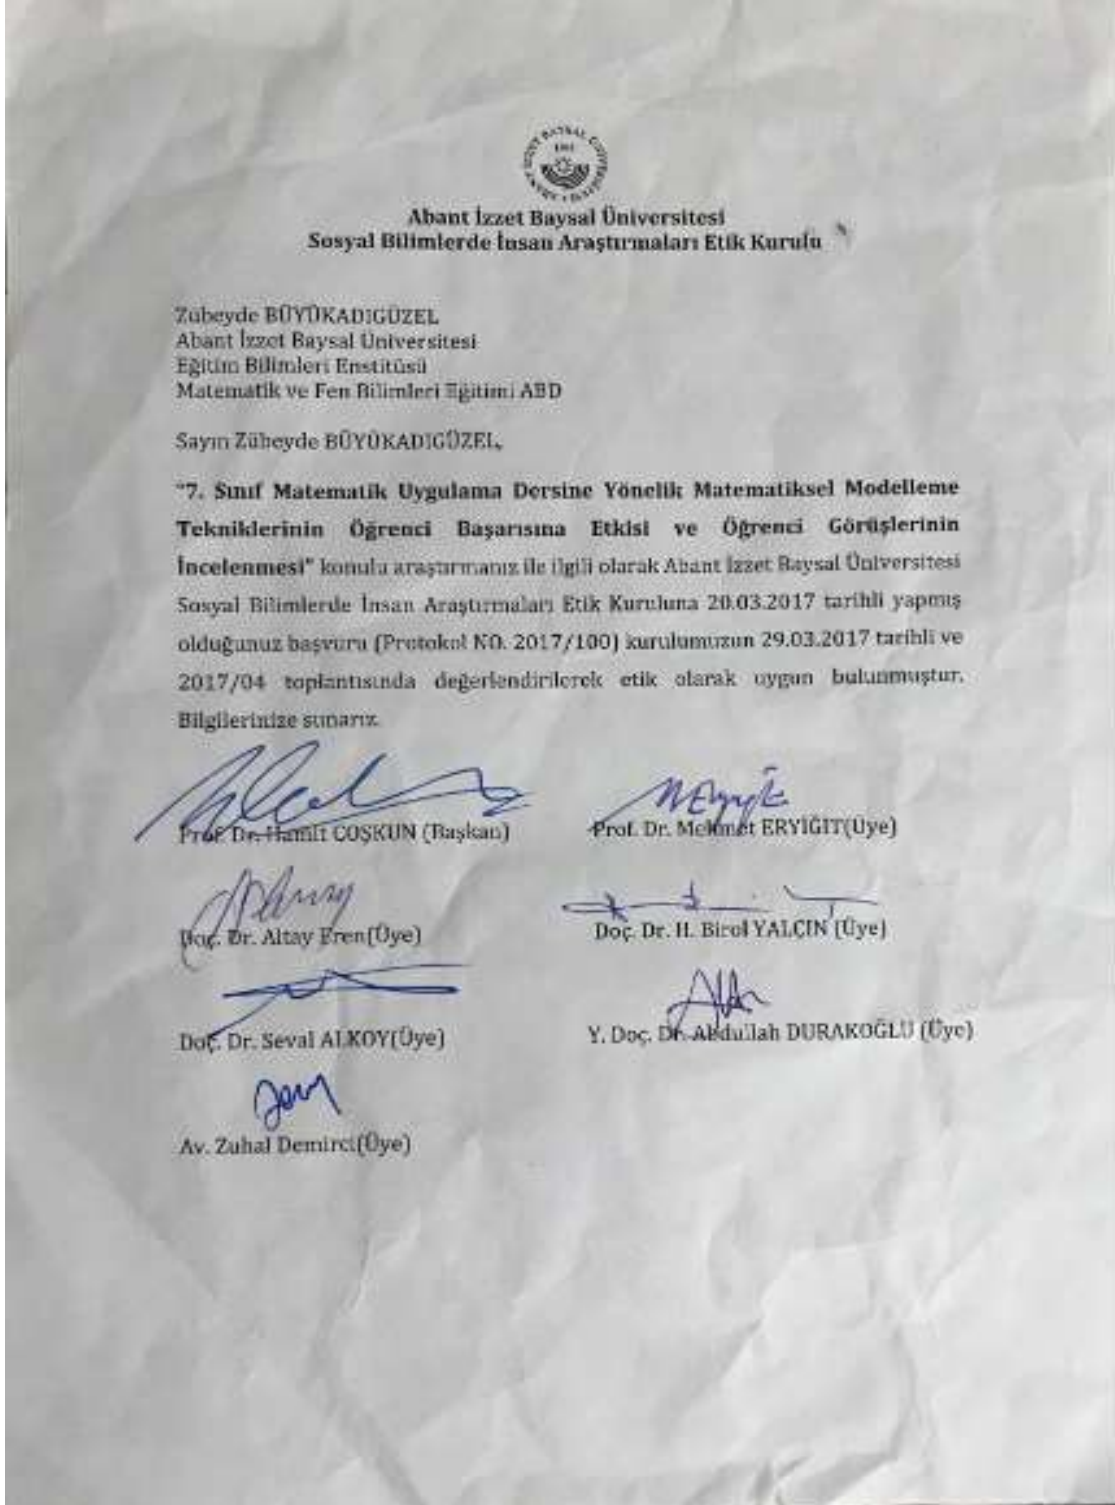 Abant İzzet Baysal Üniversitesi
Sosyal Bilimlerde İnsan Araştırmaları Etik Kurulu
Zübeyde BÜYÜKADIGÜZEL
Abant İzzet Baysal Üniversitesi
Eğitim Bilimleri Enstitüsü
Matematik ve Fen Bilimleri Eğitimi ABD
Sayın Zübeyde BÜYÜKADIGÜZEL,
"7. Sınıf Matematik Uygulama Dersine Yönelik Matematiksel Modelleme
Tekniklerinin Öğrenci Başarısına Etkisi ve Öğrenci Görüşlerinin
İncelenmesi" konulu araştırmanız ile ilgili olarak Abant İzzet Baysal Üniversitesi
Sosyal Bilimlerde İnsan Araştırmaları Etik Kuruluna 20.03.2017 tarihli yapmış
olduğunuz başvuru (Protokol NO. 2017/100) kurulumuzun 29.03.2017 tarihli ve
2017/04 toplantısında değerlendirilerek etik olarak uygun bulunmuştur.
Bilgilerinize sunarız.
Prof. Dr. Hamit COŞKUN (Başkan)
Prof. Dr. Mehmet ERYİĞİT(Üye)
Doç. Dr. Altay Eren(Üye)
Doç. Dr. H. Birol YALÇIN (Üye)
Doç. Dr. Seval ALKOY(Üye)
Y. Doç. Dr. Abdullah DURAKOĞLU (Üye)
Av. Zuhal Demirci(Üye)